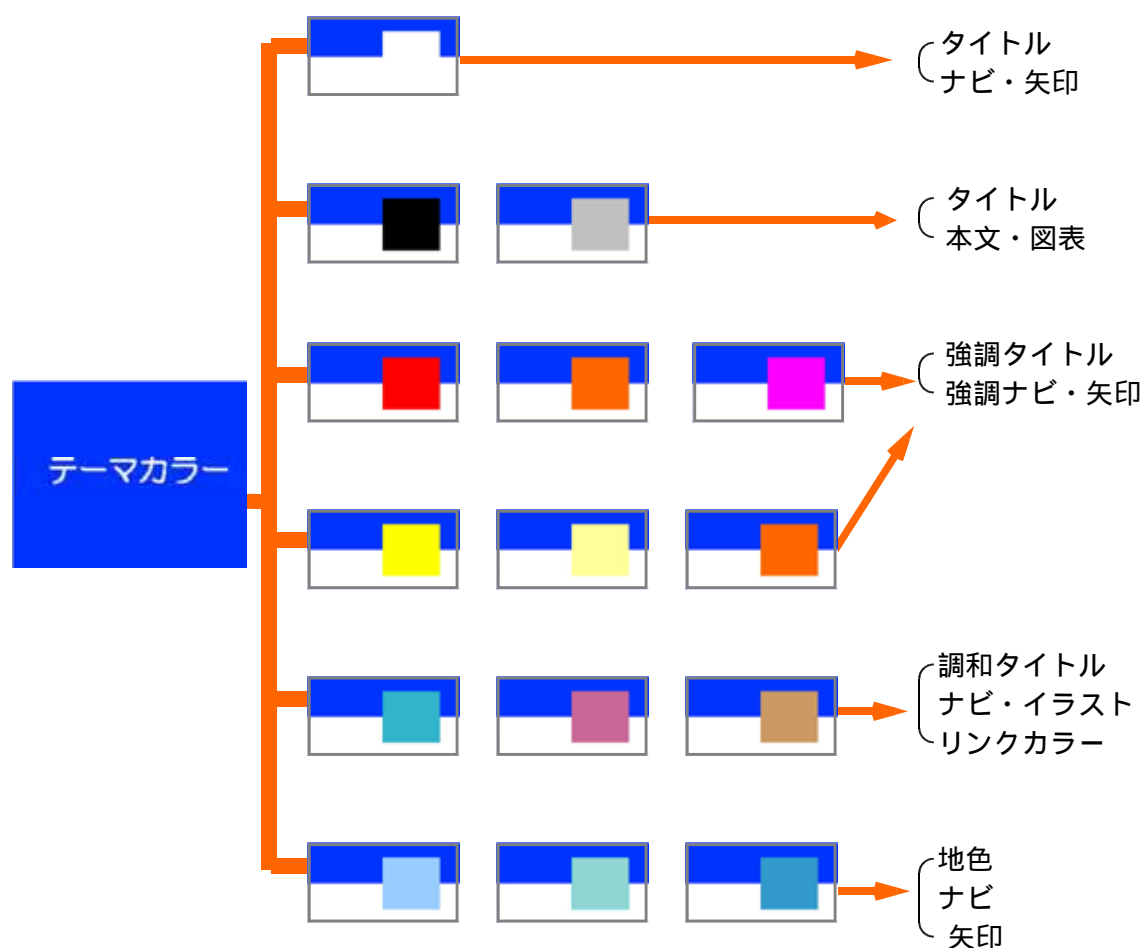 タイトル
ナビ・矢印
タイトル
本文・図表
強調タイトル
強調ナビ・矢印
テーマカラー
調和タイトル
ナビ・イラスト
リンクカラー
地色
ナビ
矢印